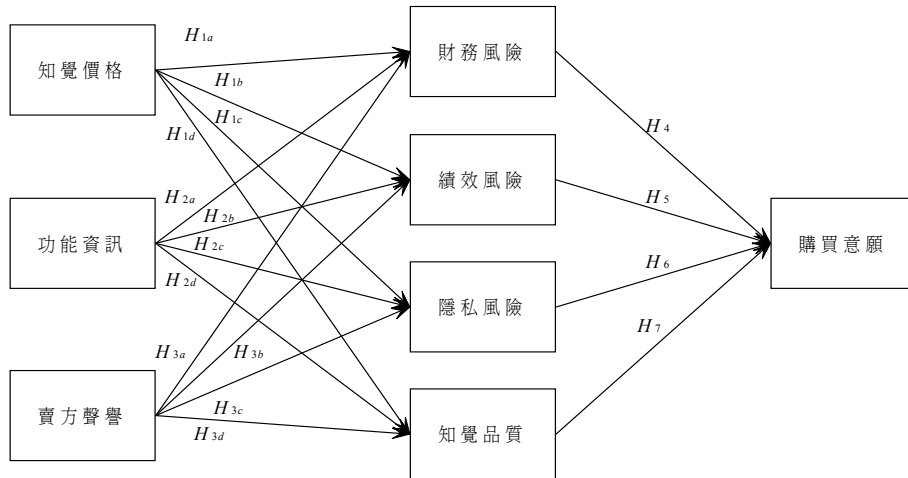 知覺價格
功能資訊
賣方聲譽
H1a
H1b
H1c
H1d
H2a
H2b
H2c
H2d
H3a
H3b
H3c
H3d
財務風險
績效風險
隱私風險
知覺品質
H4
H5
H6
H7
購買意願